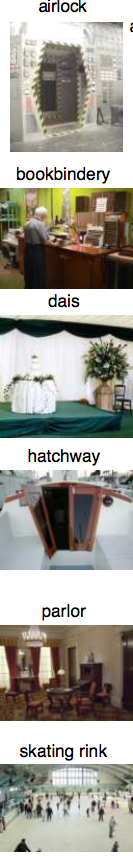 airlock
bookbindery
dais
hatchway
parlor
skating rink